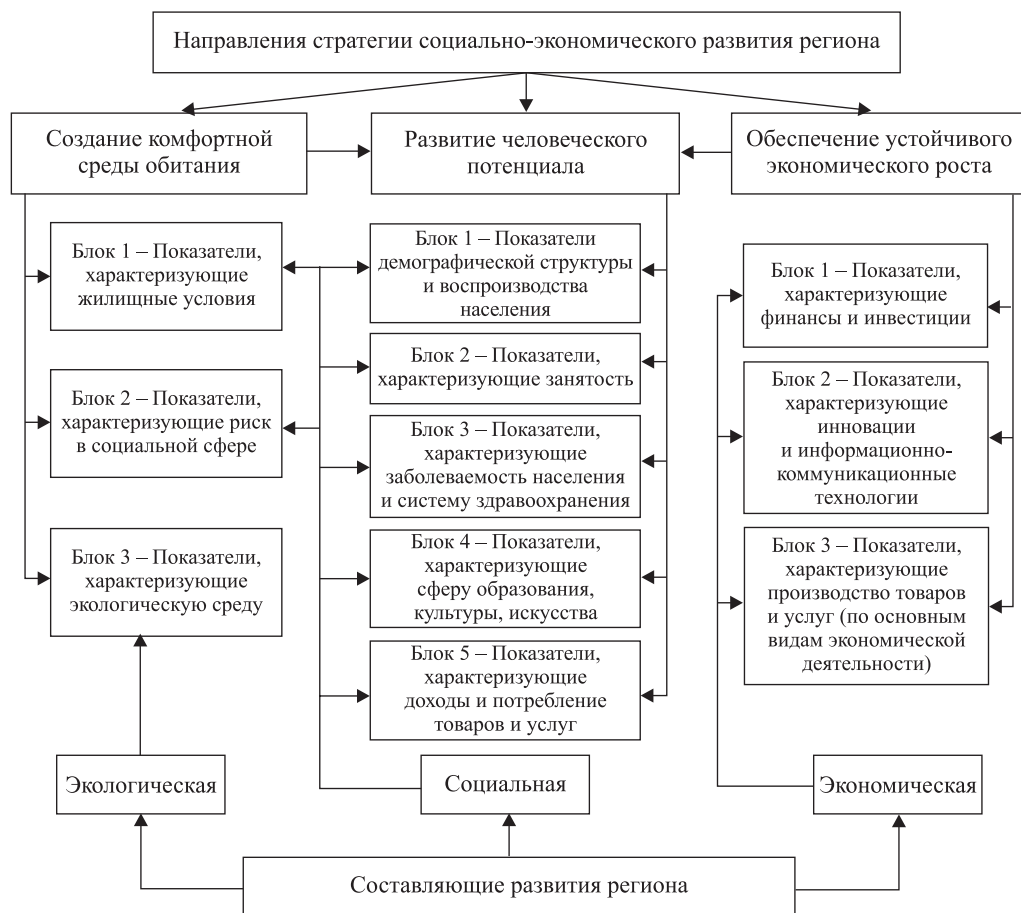 Направления стратегии социально-экономического развития региона
Создание комфортной
среды обитания
Развитие человеческого
потенциала
Обеспечение устойчивого
экономического роста
Блок 1 – Показатели,
характеризующие
жилищные условия
Блок 2 – Показатели,
характеризующие риск
в социальной сфере
Блок 3 – Показатели,
характеризующие
экологическую среду
Блок 1 – Показатели
демографической структуры
и воспроизводства
населения
Блок 2 – Показатели,
характеризующие занятость
Блок 3 – Показатели,
характеризующие
заболеваемость населения
и систему здравоохранения
Блок 4 – Показатели,
характеризующие
сферу образования,
культуры, искусства
Блок 5 – Показатели,
характеризующие
доходы и потребление
товаров и услуг
Блок 1 – Показатели,
характеризующие
финансы и инвестиции
Блок 2 – Показатели,
характеризующие
инновации
и информационно-
коммуникационные
технологии
Блок 3 – Показатели,
характеризующие
производство товаров
и услуг (по основным
видам экономической
деятельности)
Экологическая
Социальная
Экономическая
Составляющие развития региона